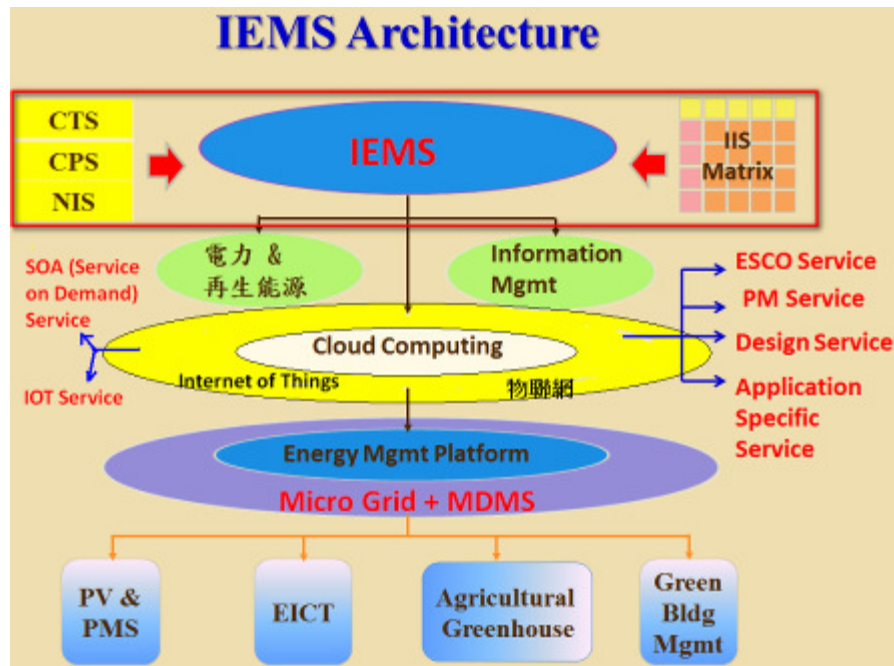 IEMS Architecture
CTS
CPS
NIS
IEMS
IIS
Matrix
電力 &
再生能源
Information
Mgmt
SOA (Service
on Demand)
Service
IOT Service
Cloud Computing
Internet of Things
物聯網
ESCO Service
PM Service
Design Service
Application
Specific
Service
Energy Mgmt Platform
Micro Grid + MDMS
PV &
PMS
EICT
Agricultural
Greenhouse
Green
Bldg
Mgmt